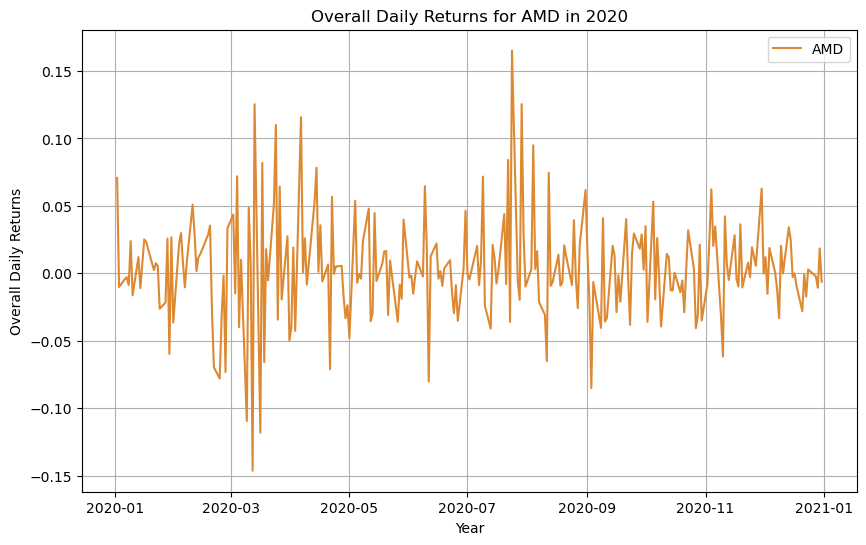 Overall Daily Returns for AMD in 2020
AMD
0.15
0.10
0.05
0.00
−0.05
−0.10
−0.15
Overall Daily Returns
2020-01 2020-03 2020-05 2020-07 2020-09 2020-11 2021-01
Year